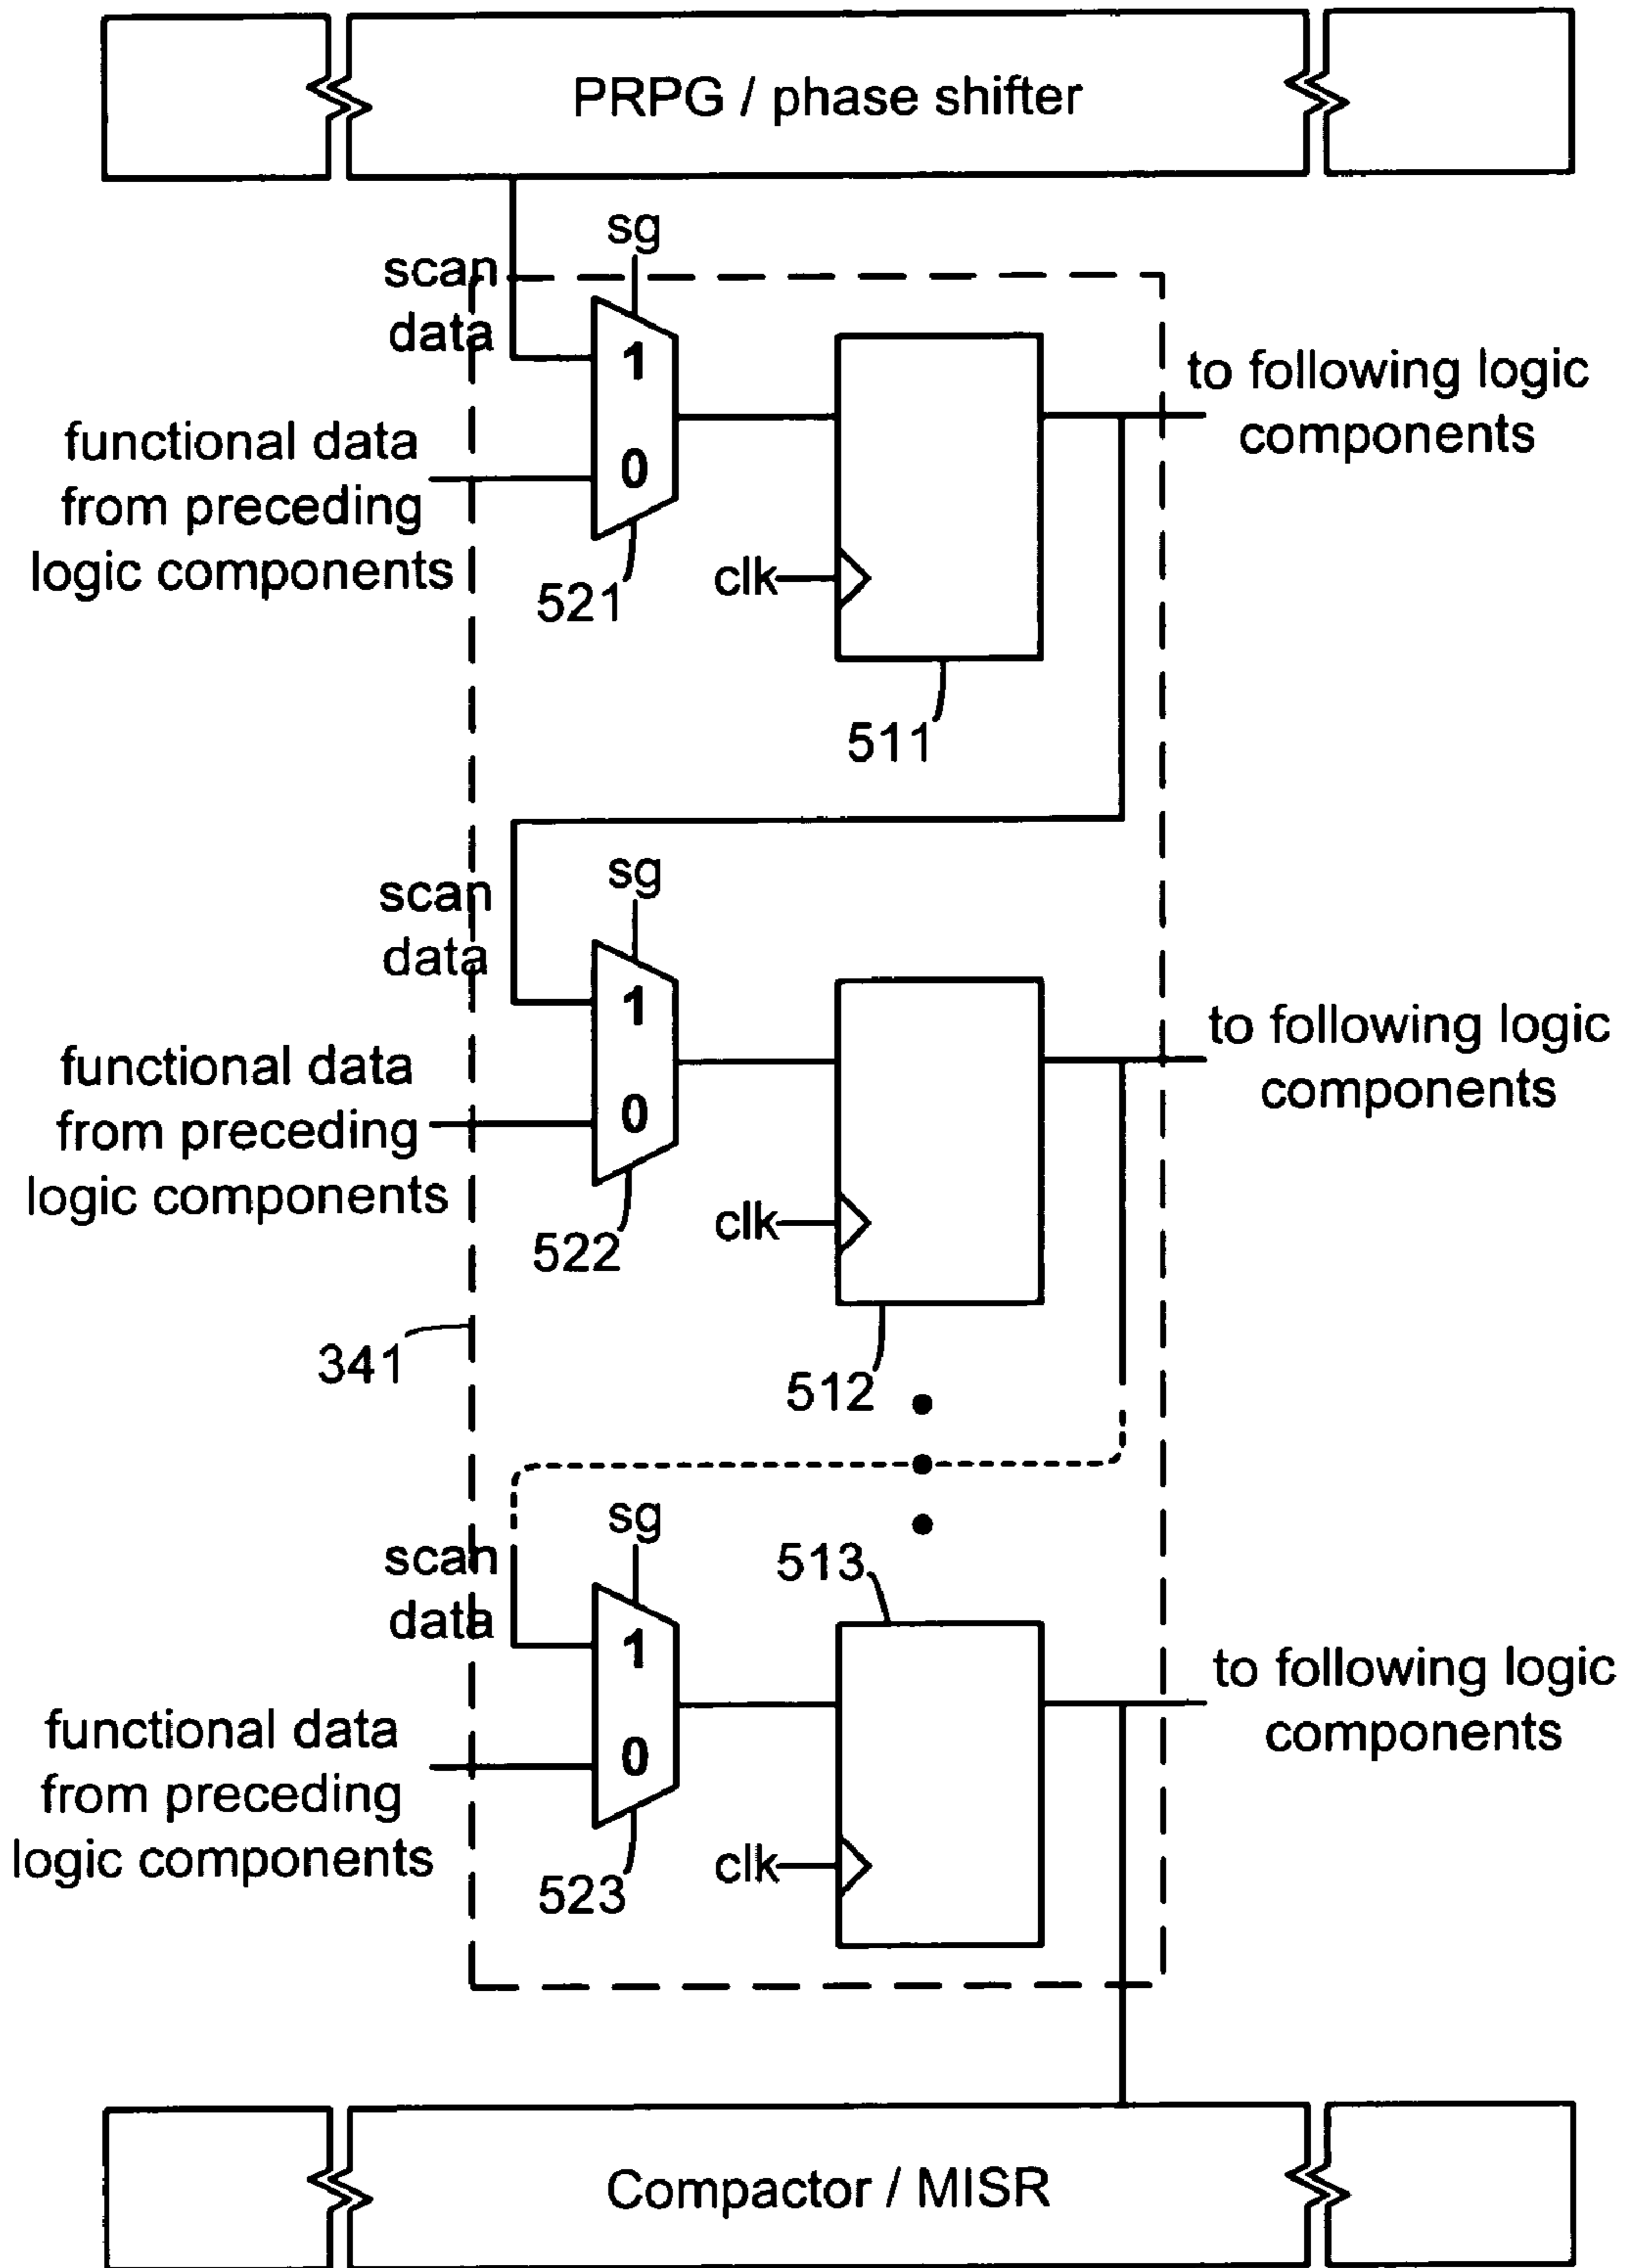 PRPG / phase shifter
sg
scan
data
1
0
functional data
from preceding
logic components
521
clk
511
to following logic
components
sg
scan
data
1
0
functional data
from preceding
logic components
522
clk
512
to following logic
components
341
sg
scan
data
1
0
functional data
from preceding
logic components
523
clk
513
to following logic
components
Compactor / MISR